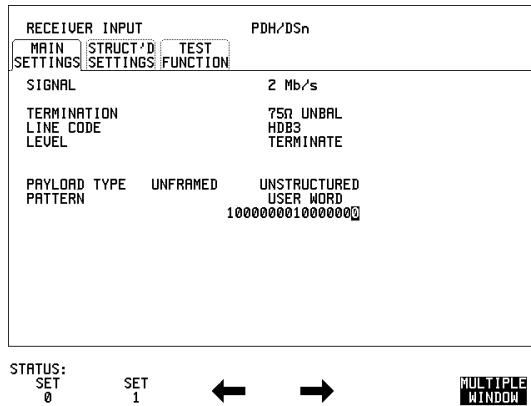 RECEIVER INPUT PDH/DSn
MAIN SETTINGS STRUCT'D SETTINGS TEST FUNCTION
SIGNAL 2 Mb/s
TERMINATION 75Ω UNBAL
LINE CODE HDB3
LEVEL TERMINATE
PAYLOAD TYPE UNFRAMED UNSTRUCTURED
PATTERN USER WORD
1000000010000000
STATUS:
SET 0 SET 1 MULTIPLE WINDOW